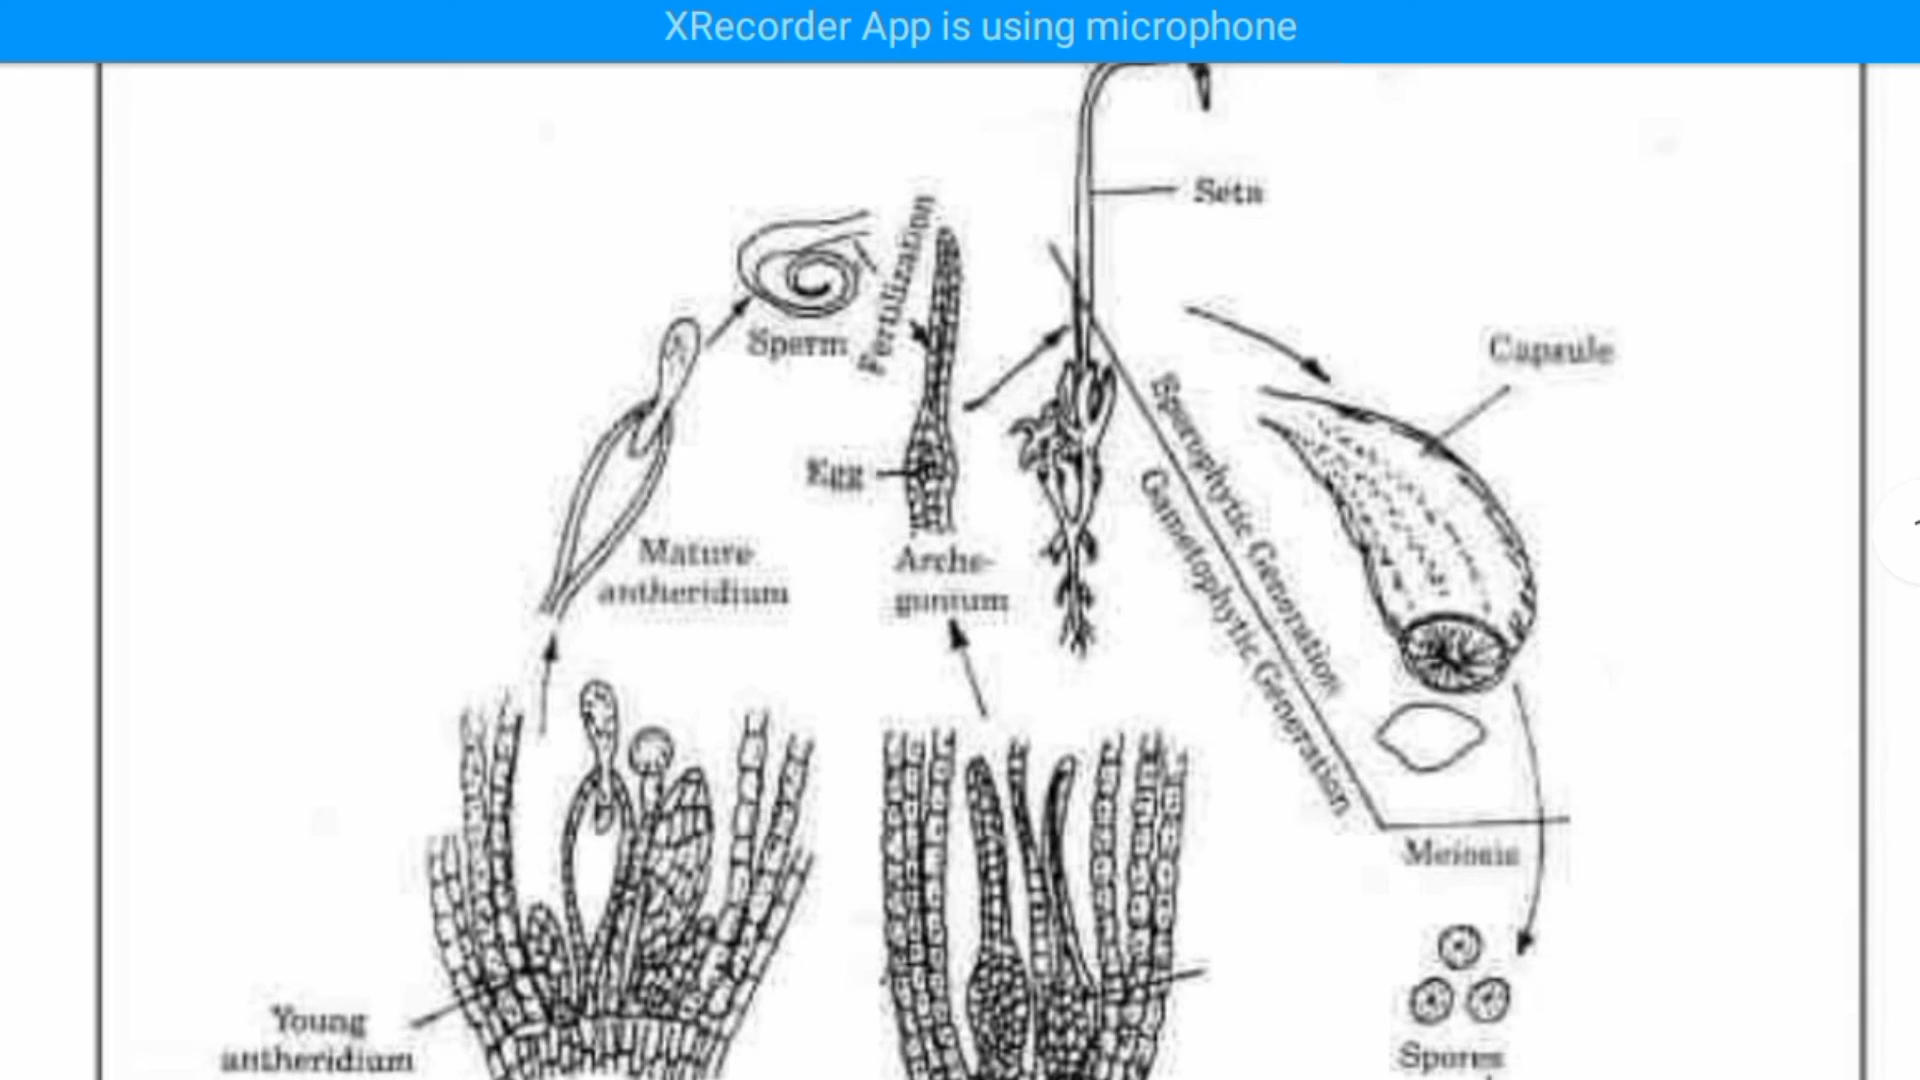 XRecorder App is using microphone
Seta
Fertilization
Sperm
Capsule
Egg
Sporophytic Generation
Gametophytic Generation
Mature
antheridium
Arche-
gonium
Meiosis
Young
antheridium
Spores